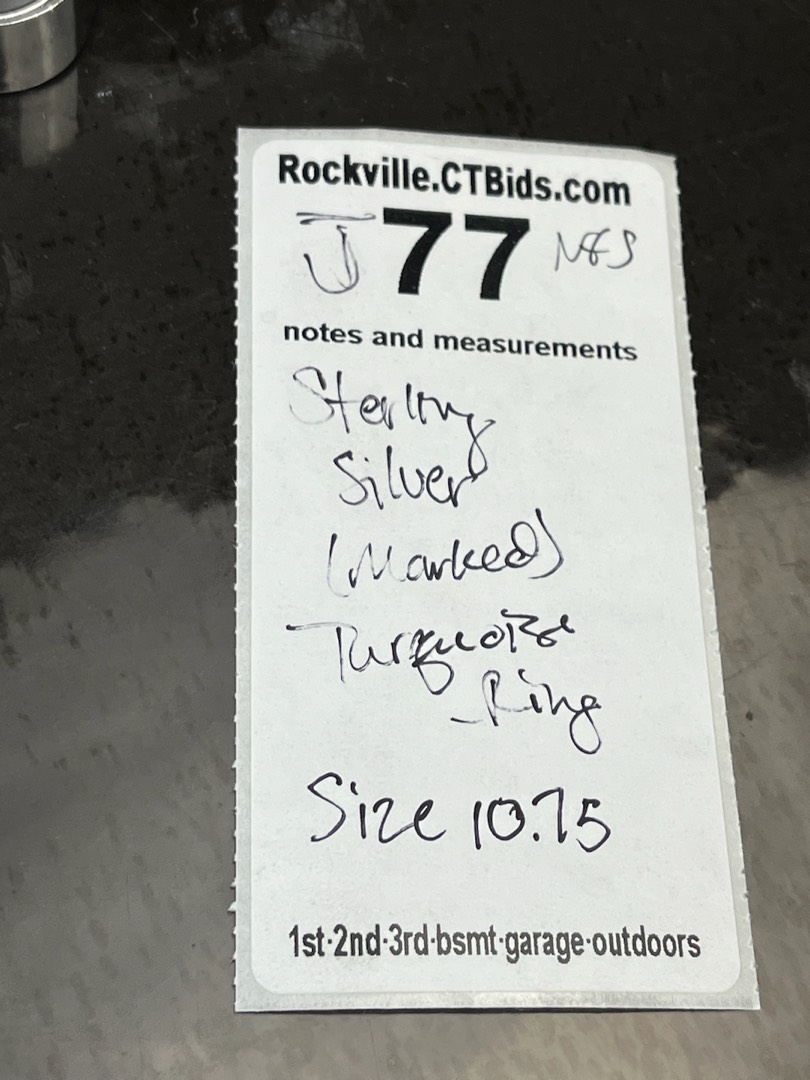 Rockville.CTBids.com
J 77
notes and measurements
Sterling
Silver
(Marked)
Turquoise
Ring
Size 10.75
1st·2nd·3rd·bsmt·garage·outdoors